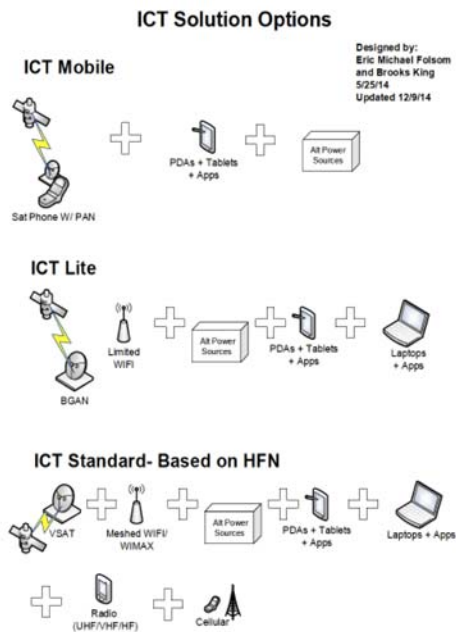 ICT Solution Options
Designed by:
Eric Michael Folsom
and Brooks King
5/25/14
Updated 12/9/14
ICT Mobile
Sat Phone W/ PAN
PDAs + Tablets
+ Apps
Alt Power
Sources
ICT Lite
BGAN
Limited
WIFI
Alt Power
Sources
PDAs + Tablets
+ Apps
Laptops
+ Apps
ICT Standard- Based on HFN
VSAT
Meshed WIFI/
WIMAX
Alt Power
Sources
PDAs + Tablets
+ Apps
Laptops + Apps
Radio
(UHF/VHF/HF)
Cellular